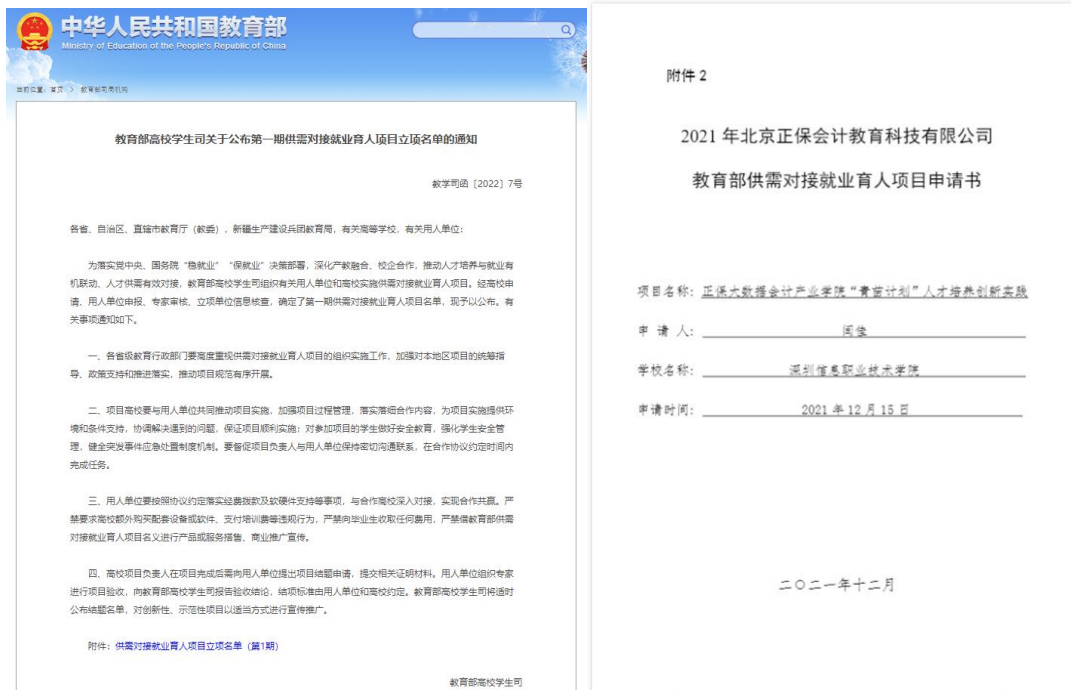 中华人民共和国教育部
Ministry of Education of the People's Republic of China
当前位置：首页 > 教育部司局机构
教育部高校学生司关于公布第一期供需对接就业育人项目立项名单的通知
教学司函〔2022〕7号
各省、自治区、直辖市教育厅（教委），新疆生产建设兵团教育局，有关高等学校，有关用人单位：
为落实党中央、国务院“稳就业”“保就业”决策部署，深化产教融合、校企合作，推动人才培养与就业有
机联动、人才供需有效对接，教育部高校学生司组织有关用人单位和高校实施供需对接就业育人项目。经高校申
请、用人单位申报、专家审核、立项单位信息核查，确定了第一期供需对接就业育人项目名单，现予以公布。有
关事项通知如下。
一、各省级教育行政部门要高度重视供需对接就业育人项目的组织实施工作，加强对本地区项目的统筹指
导、政策支持和推进落实，推动项目规范有序开展。
二、项目高校要与用人单位共同推动项目实施，加强项目过程管理，落实落细合作内容，为项目实施提供环
境和条件支持，协调解决遇到的问题，保证项目顺利实施；对参加项目的学生做好安全教育，强化学生安全管
理，健全突发事件应急处置制度机制。要督促项目负责人与用人单位保持密切沟通联系，在合作协议约定时间内
完成任务。
三、用人单位要按照协议约定落实经费拨款及软硬件支持等事项，与合作高校深入对接，实现合作共赢。严
禁要求高校额外购买配套设备或软件、支付培训费等违规行为，严禁向毕业生收取任何费用，严禁借教育部供需
对接就业育人项目名义进行产品或服务搭售、商业推广宣传。
四、高校项目负责人在项目完成后需向用人单位提出项目结题申请，提交相关证明材料。用人单位组织专家
进行项目验收，向教育部高校学生司报告验收结论，结项标准由用人单位和高校约定。教育部高校学生司将适时
公布结题名单，对创新性、示范性项目以适当方式进行宣传推广。
附件：供需对接就业育人项目立项名单（第1期）
教育部高校学生司
附件 2
2021 年北京正保会计教育科技有限公司
教育部供需对接就业育人项目申请书
项目名称：正保大数据会计产业学院“青苗计划”人才培养创新实践
申 请 人：闫佳
学校名称：深圳信息职业技术学院
申请时间：2021 年 12 月 15 日
二〇二一年十二月